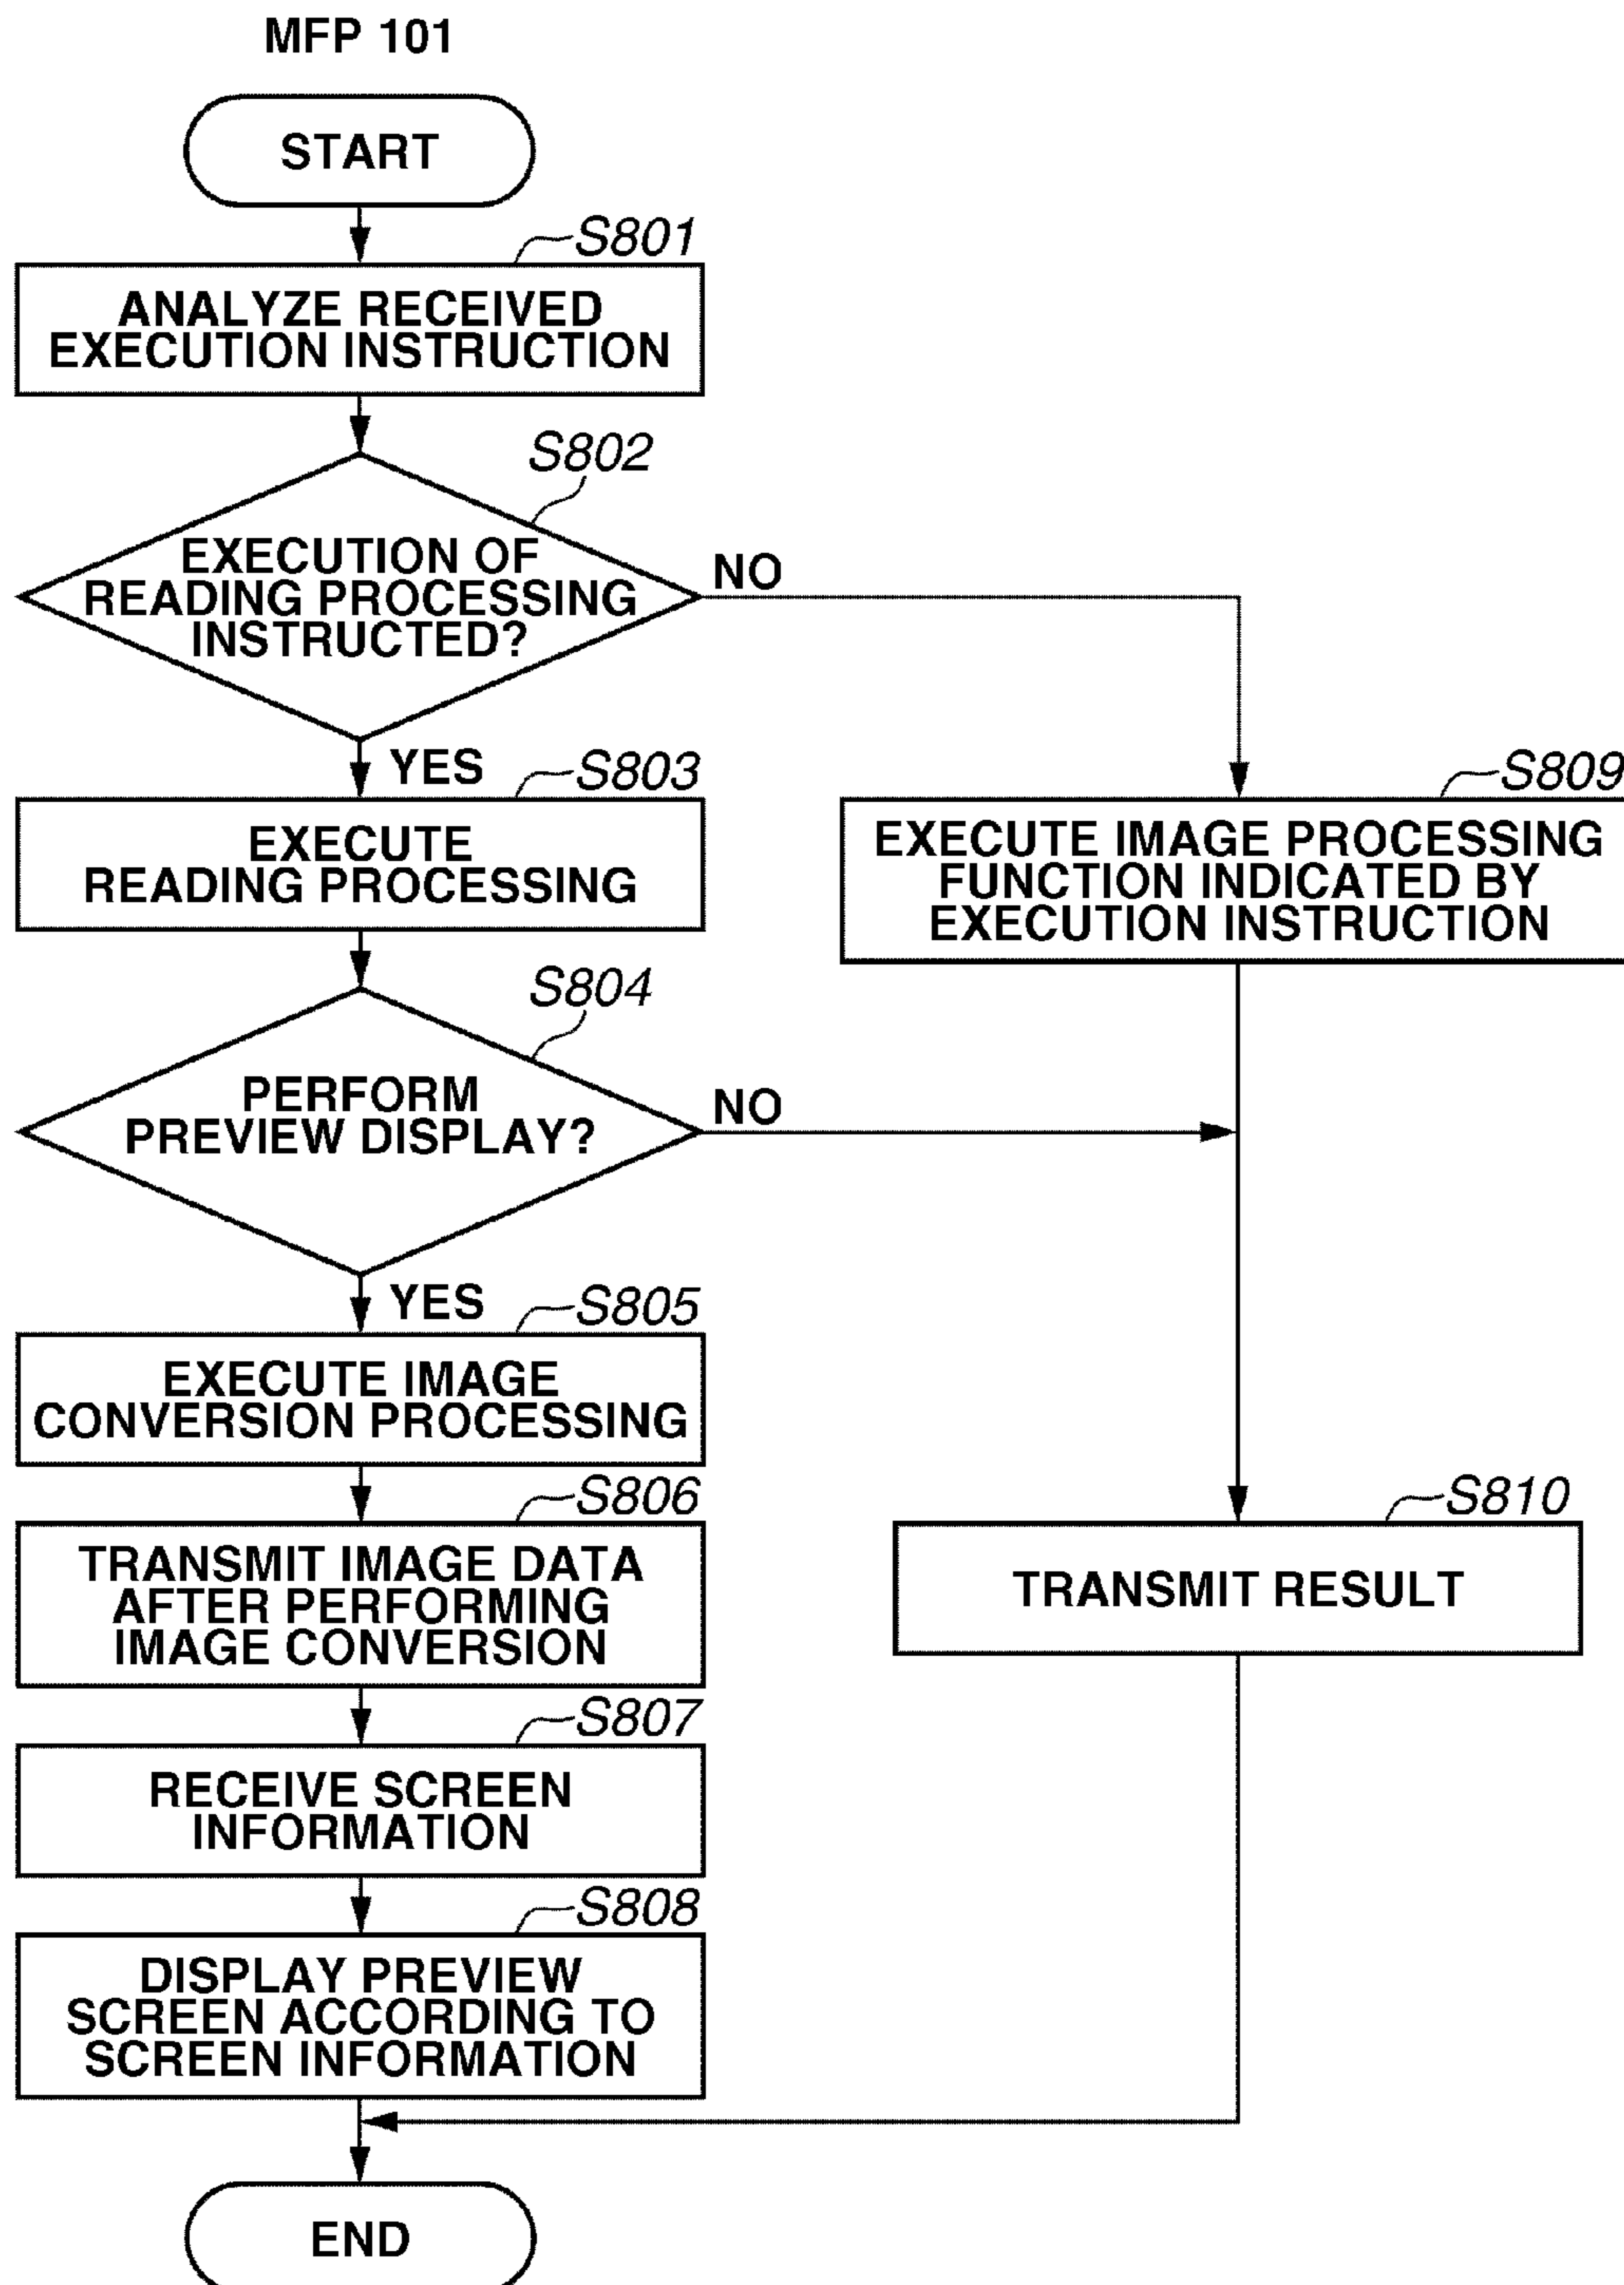 MFP 101
START
S801
ANALYZE RECEIVED
EXECUTION INSTRUCTION
S802
EXECUTION OF
READING PROCESSING
INSTRUCTED?
NO
YES
S803
EXECUTE
READING PROCESSING
S809
EXECUTE IMAGE PROCESSING
FUNCTION INDICATED BY
EXECUTION INSTRUCTION
S804
PERFORM
PREVIEW DISPLAY?
NO
YES
S805
EXECUTE IMAGE
CONVERSION PROCESSING
S806
TRANSMIT IMAGE DATA
AFTER PERFORMING
IMAGE CONVERSION
S810
TRANSMIT RESULT
S807
RECEIVE SCREEN
INFORMATION
S808
DISPLAY PREVIEW
SCREEN ACCORDING TO
SCREEN INFORMATION
END